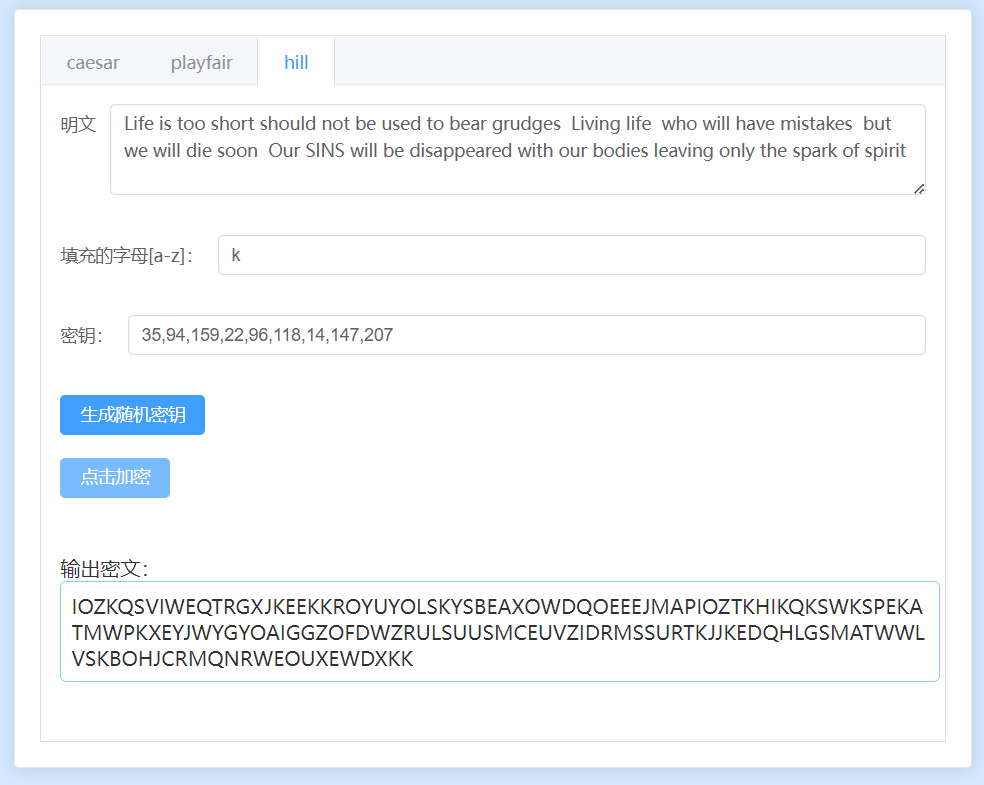 caesar playfair hill
明文 Life is too short should not be used to bear grudges  Living life  who will have mistakes  but
we will die soon  Our SINS will be disappeared with our bodies leaving only the spark of spirit
填充的字母[a-z]： k
密钥： 35,94,159,22,96,118,14,147,207
生成随机密钥
点击加密
输出密文：
IOZKQSVIWEQTRGXJKEEKKROYUYOLSKYSBEAXOWDQOEEEJMAPIOZTKHIKQKSWKSPEKA
TMWPKXEYJWYGYOAIGGZOFDWZRULSUUSMCEUVZIDRMSSURTKJJKEDQHLGSMATWWL
VSKBOHJCRMQNRWEOUXEWDXKK